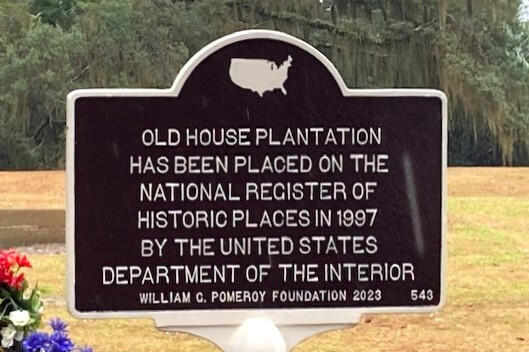 OLD HOUSE PLANTATION
HAS BEEN PLACED ON THE
NATIONAL REGISTER OF
HISTORIC PLACES IN 1997
BY THE UNITED STATES
DEPARTMENT OF THE INTERIOR
WILLIAM G. POMEROY FOUNDATION 2023 543